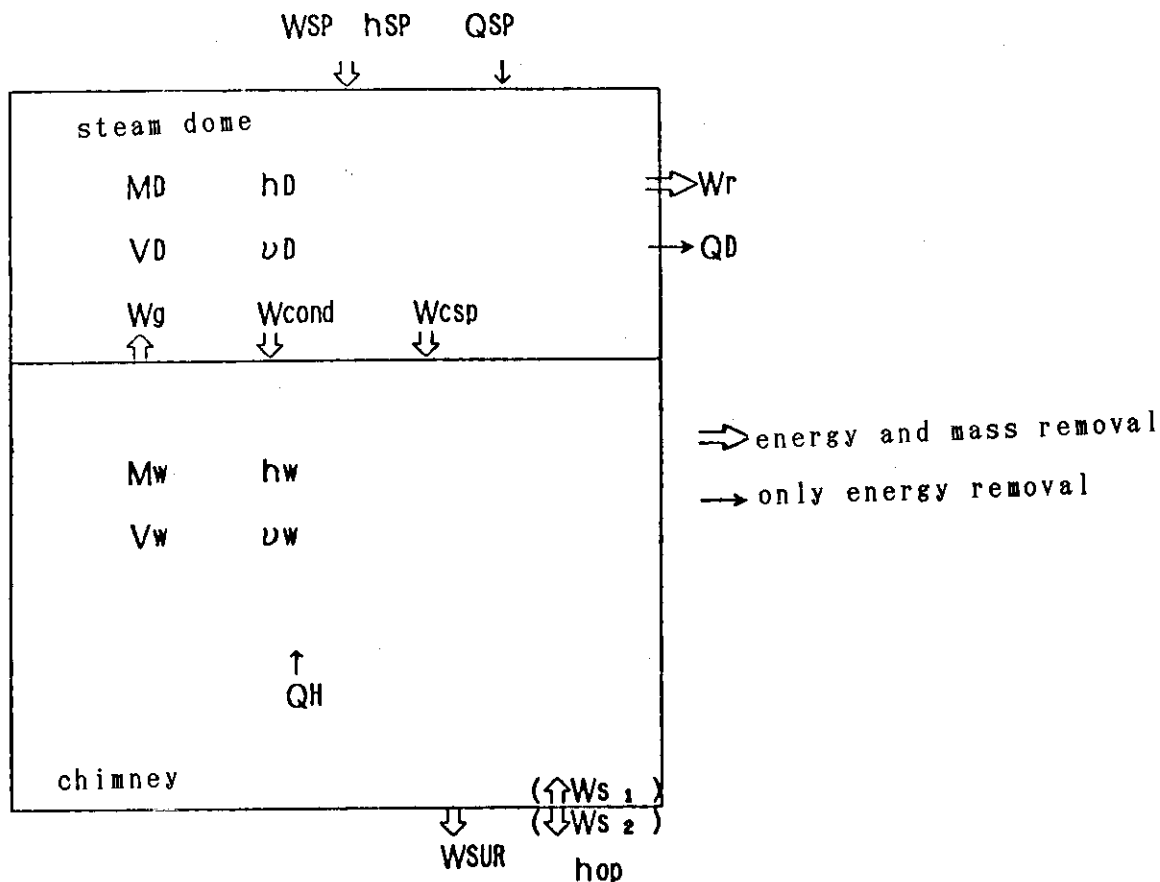 WSP hSP QSP
steam dome
MD hD
Wr
VD υD
QD
Wg Wcond Wcsp
energy and mass removal
Mw hw
only energy removal
Vw υw
QH
chimney
(⇧Ws 1)
(⇩Ws 2)
WSUR
hop